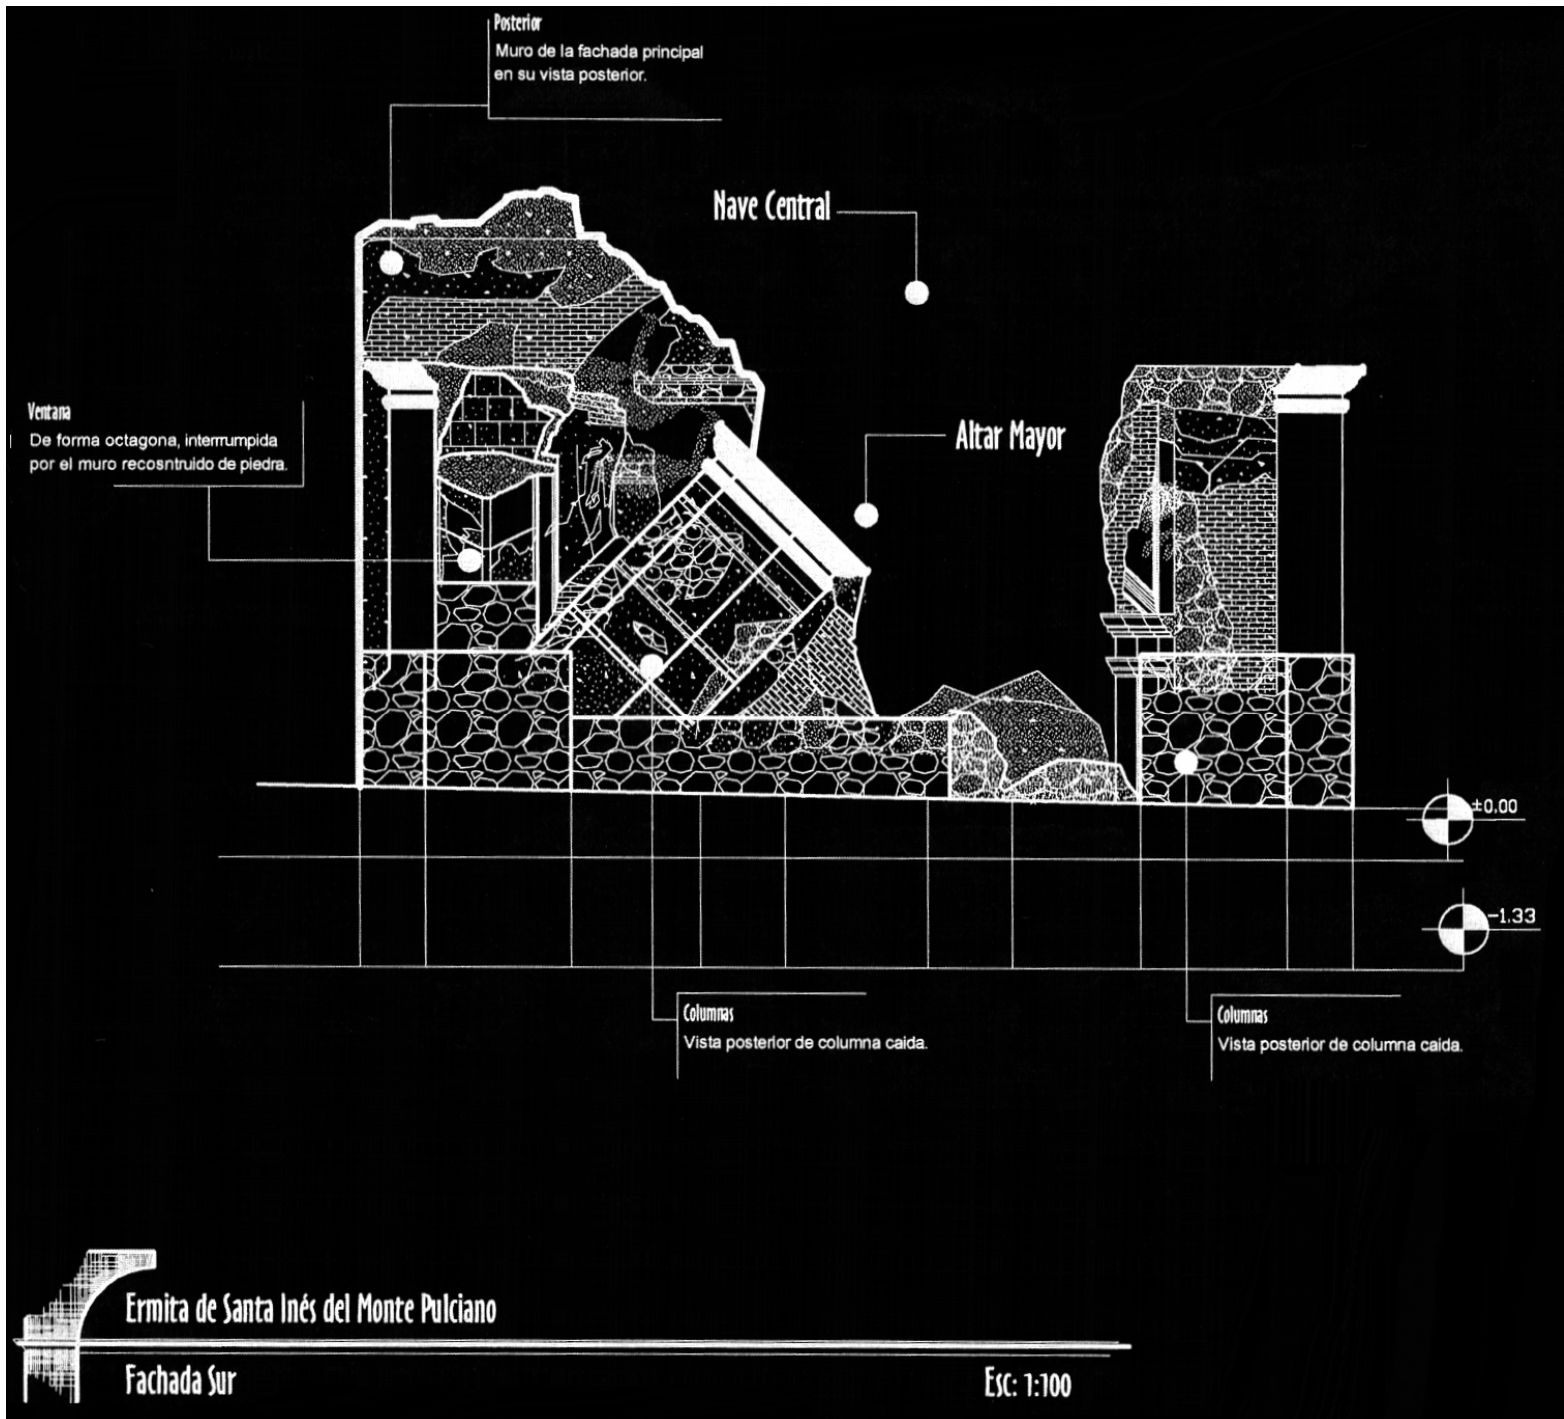 Posterior
Muro de la fachada principal
en su vista posterior.
Nave Central
Ventana
De forma octagona, interrrumpida
por el muro recosntruido de piedra.
Altar Mayor
±0.00
-1.33
Columnas
Vista posterior de columna caida.
Columnas
Vista posterior de columna caida.
Ermita de Santa Inés del Monte Pulciano
Fachada Sur
Esc: 1:100